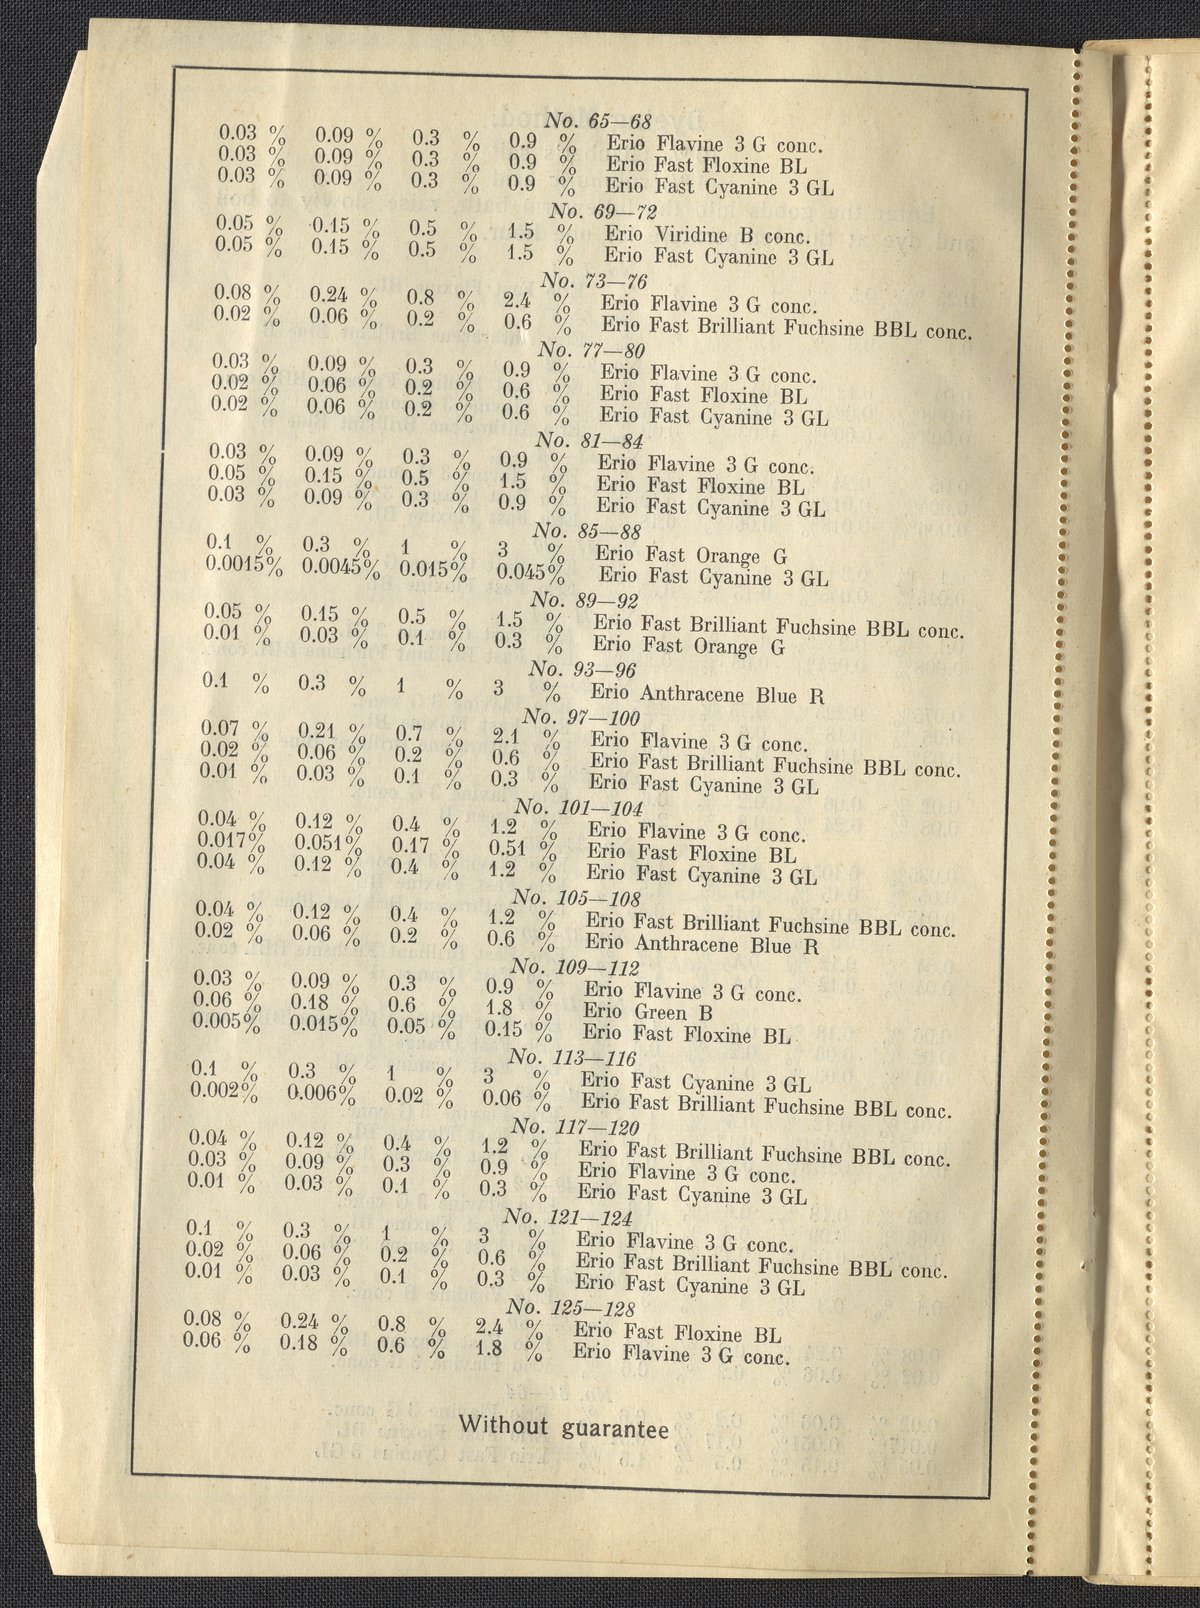 No. 65—68
0.03 % 0.09 % 0.3 % 0.9 % Erio Flavine 3 G conc.
0.03 % 0.09 % 0.3 % 0.9 % Erio Fast Floxine BL
0.03 % 0.09 % 0.3 % 0.9 % Erio Fast Cyanine 3 GL
No. 69—72
0.05 % 0.15 % 0.5 % 1.5 % Erio Viridine B conc.
0.05 % 0.15 % 0.5 % 1.5 % Erio Fast Cyanine 3 GL
No. 73—76
0.08 % 0.24 % 0.8 % 2.4 % Erio Flavine 3 G conc.
0.02 % 0.06 % 0.2 % 0.6 % Erio Fast Brilliant Fuchsine BBL conc.
No. 77—80
0.03 % 0.09 % 0.3 % 0.9 % Erio Flavine 3 G conc.
0.02 % 0.06 % 0.2 % 0.6 % Erio Fast Floxine BL
0.02 % 0.06 % 0.2 % 0.6 % Erio Fast Cyanine 3 GL
No. 81—84
0.03 % 0.09 % 0.3 % 0.9 % Erio Flavine 3 G conc.
0.05 % 0.15 % 0.5 % 1.5 % Erio Fast Floxine BL
0.03 % 0.09 % 0.3 % 0.9 % Erio Fast Cyanine 3 GL
No. 85—88
0.1 % 0.3 % 1 % 3 % Erio Fast Orange G
0.0015% 0.0045% 0.015% 0.045% Erio Fast Cyanine 3 GL
No. 89—92
0.05 % 0.15 % 0.5 % 1.5 % Erio Fast Brilliant Fuchsine BBL conc.
0.01 % 0.03 % 0.1 % 0.3 % Erio Fast Orange G
No. 93—96
0.1 % 0.3 % 1 % 3 % Erio Anthracene Blue R
No. 97—100
0.07 % 0.21 % 0.7 % 2.1 % Erio Flavine 3 G conc.
0.02 % 0.06 % 0.2 % 0.6 % Erio Fast Brilliant Fuchsine BBL conc.
0.01 % 0.03 % 0.1 % 0.3 % Erio Fast Cyanine 3 GL
No. 101—104
0.04 % 0.12 % 0.4 % 1.2 % Erio Flavine 3 G conc.
0.017% 0.051% 0.17 % 0.51 % Erio Fast Floxine BL
0.04 % 0.12 % 0.4 % 1.2 % Erio Fast Cyanine 3 GL
No. 105—108
0.04 % 0.12 % 0.4 % 1.2 % Erio Fast Brilliant Fuchsine BBL conc.
0.02 % 0.06 % 0.2 % 0.6 % Erio Anthracene Blue R
No. 109—112
0.03 % 0.09 % 0.3 % 0.9 % Erio Flavine 3 G conc.
0.06 % 0.18 % 0.6 % 1.8 % Erio Green B
0.005% 0.015% 0.05 % 0.15 % Erio Fast Floxine BL
No. 113—116
0.1 % 0.3 % 1 % 3 % Erio Fast Cyanine 3 GL
0.002% 0.006% 0.02 % 0.06 % Erio Fast Brilliant Fuchsine BBL conc.
No. 117—120
0.04 % 0.12 % 0.4 % 1.2 % Erio Fast Brilliant Fuchsine BBL conc.
0.03 % 0.09 % 0.3 % 0.9 % Erio Flavine 3 G conc.
0.01 % 0.03 % 0.1 % 0.3 % Erio Fast Cyanine 3 GL
No. 121—124
0.1 % 0.3 % 1 % 3 % Erio Flavine 3 G conc.
0.02 % 0.06 % 0.2 % 0.6 % Erio Fast Brilliant Fuchsine BBL conc.
0.01 % 0.03 % 0.1 % 0.3 % Erio Fast Cyanine 3 GL
No. 125—128
0.08 % 0.24 % 0.8 % 2.4 % Erio Fast Floxine BL
0.06 % 0.18 % 0.6 % 1.8 % Erio Flavine 3 G conc.
Without guarantee